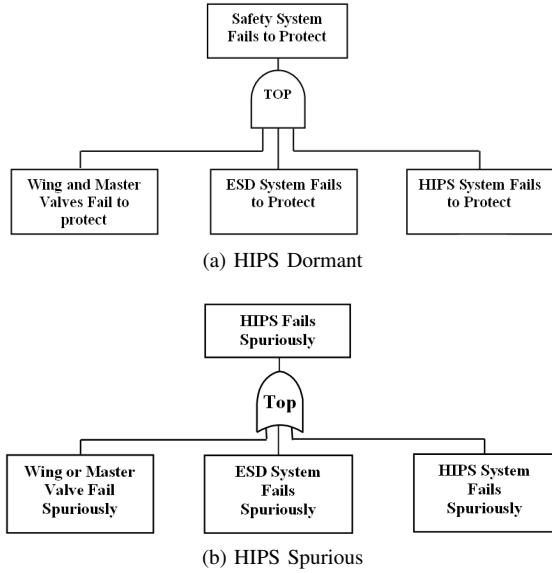 Safety System
Fails to Protect
TOP
Wing and Master
Valves Fail to
protect
ESD System Fails
to Protect
HIPS System Fails
to Protect
(a) HIPS Dormant
HIPS Fails
Spuriously
Top
Wing or Master
Valve Fail
Spuriously
ESD System
Fails
Spuriously
HIPS System
Fails
Spuriously
(b) HIPS Spurious